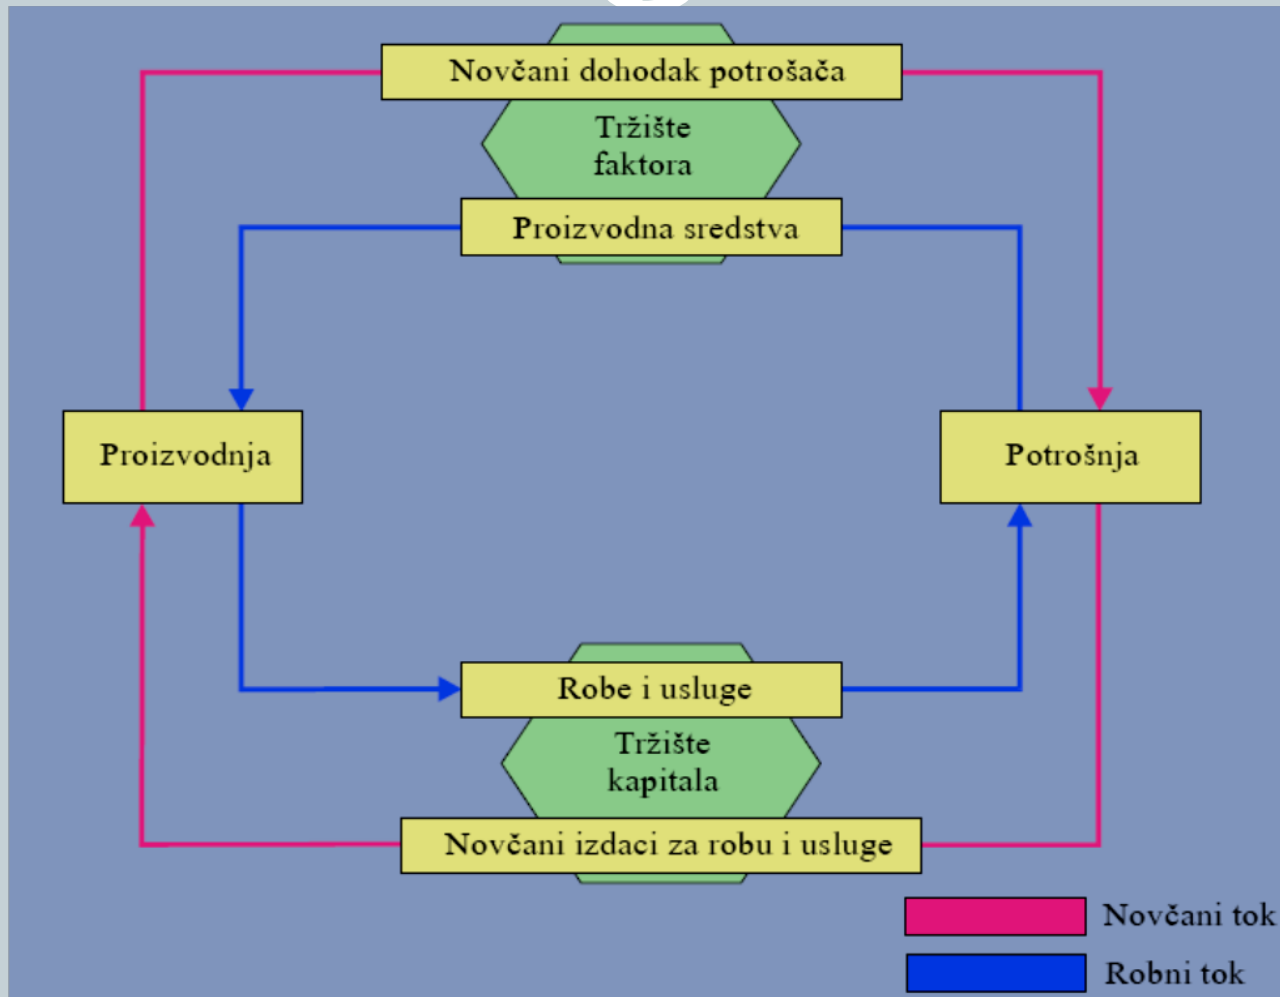 Novčani dohodak potrošača
Tržište
faktora
Proizvodna sredstva
Proizvodnja
Potrošnja
Robe i usluge
Tržište
kapitala
Novčani izdaci za robu i usluge
Novčani tok
Robni tok